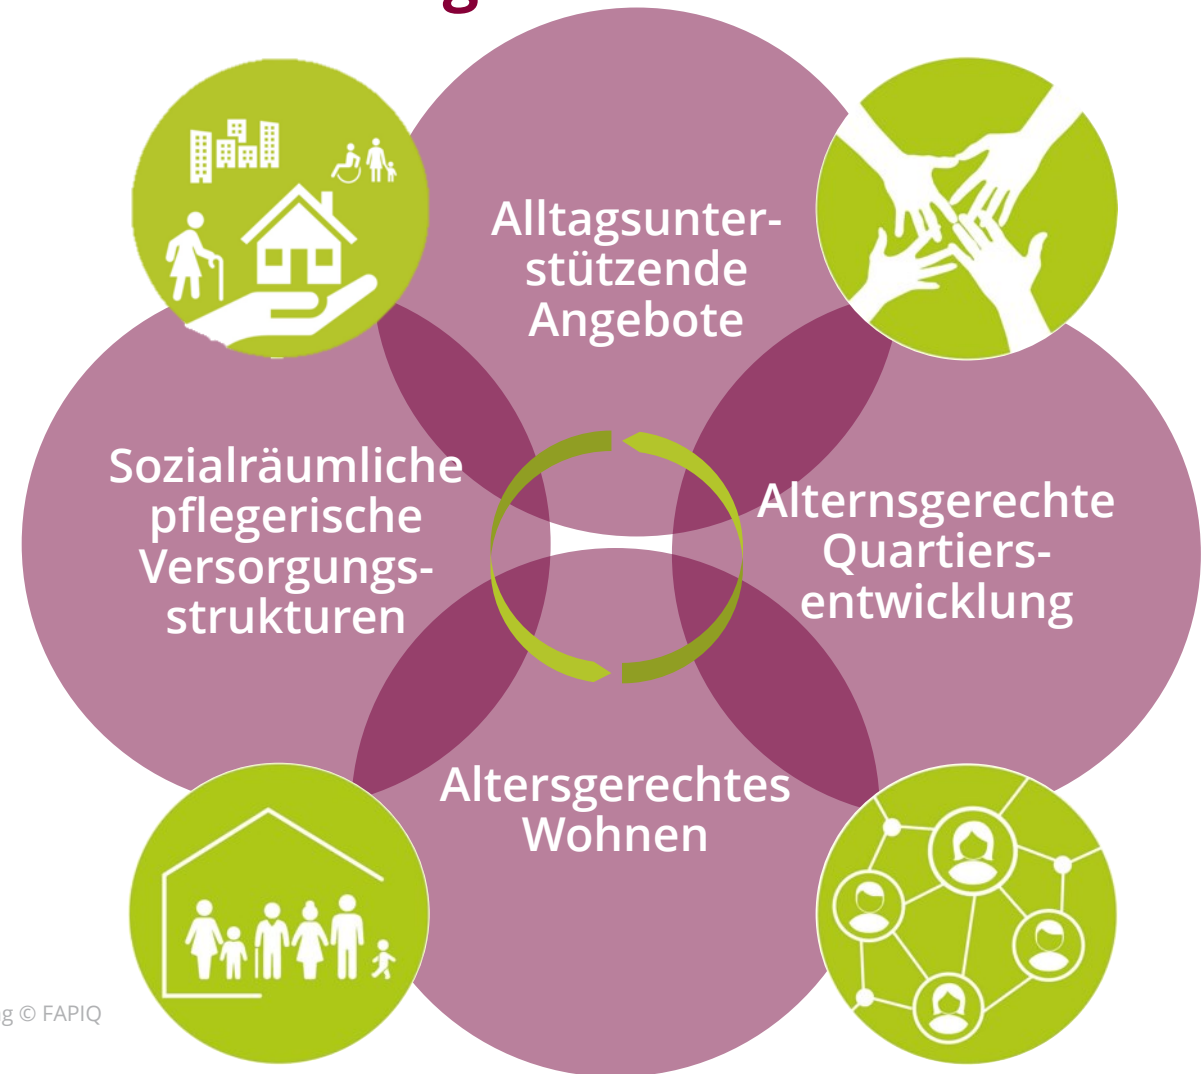 g
Alltagsunter-
stützende
Angebote
Sozialräumliche
pflegerische
Versorgungs-
strukturen
Alternsgerechte
Quartiers-
entwicklung
Altersgerechtes
Wohnen
g © FAPIQ